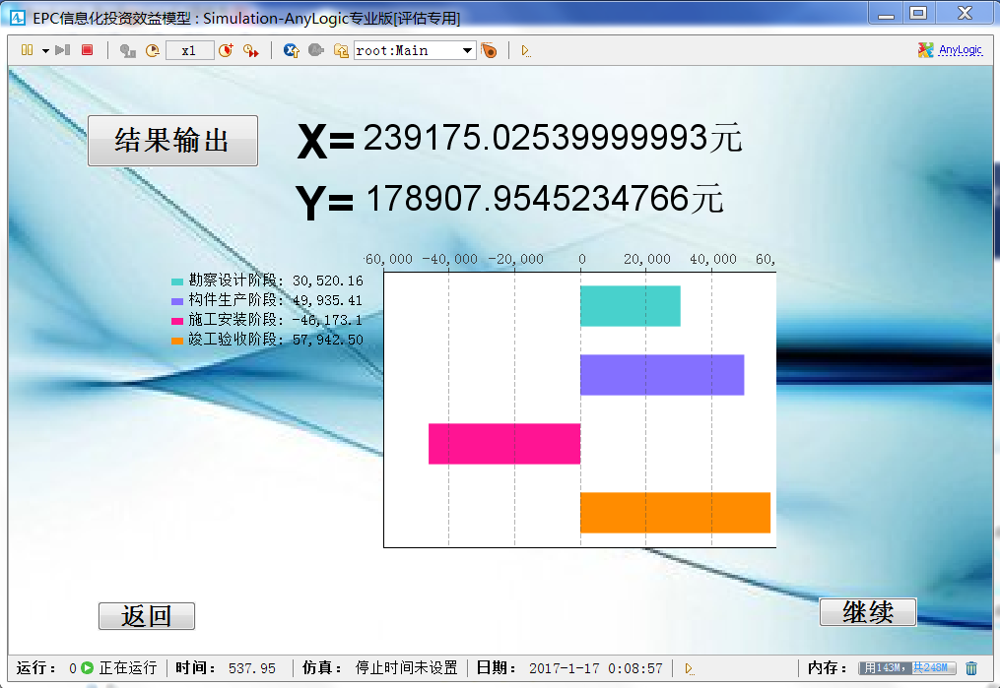 EPC信息化投资效益模型 : Simulation-AnyLogic专业版[评估专用]
x1
root:Main
AnyLogic
结果输出
X= 239175.02539999993元
Y= 178907.9545234766元
60,000 -40,000 -20,000 0 20,000 40,000 60,
勘察设计阶段: 30,520.16
构件生产阶段: 49,935.41
施工安装阶段: -46,173.1
竣工验收阶段: 57,942.50
返回
继续
运行: 0 正在运行 时间: 537.95 仿真: 停止时间未设置 日期: 2017-1-17 0:08:57 内存: 用143M, 共248M